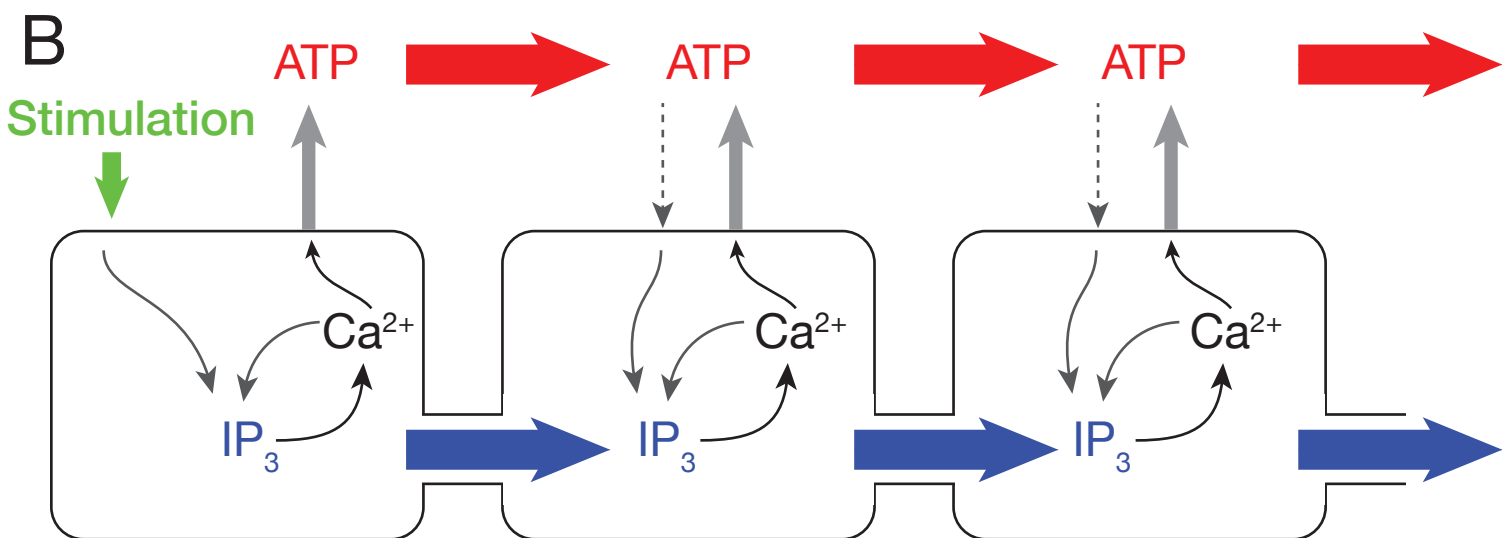 B
ATP ATP ATP
Stimulation
Ca²⁺ Ca²⁺ Ca²⁺
IP₃ IP₃ IP₃